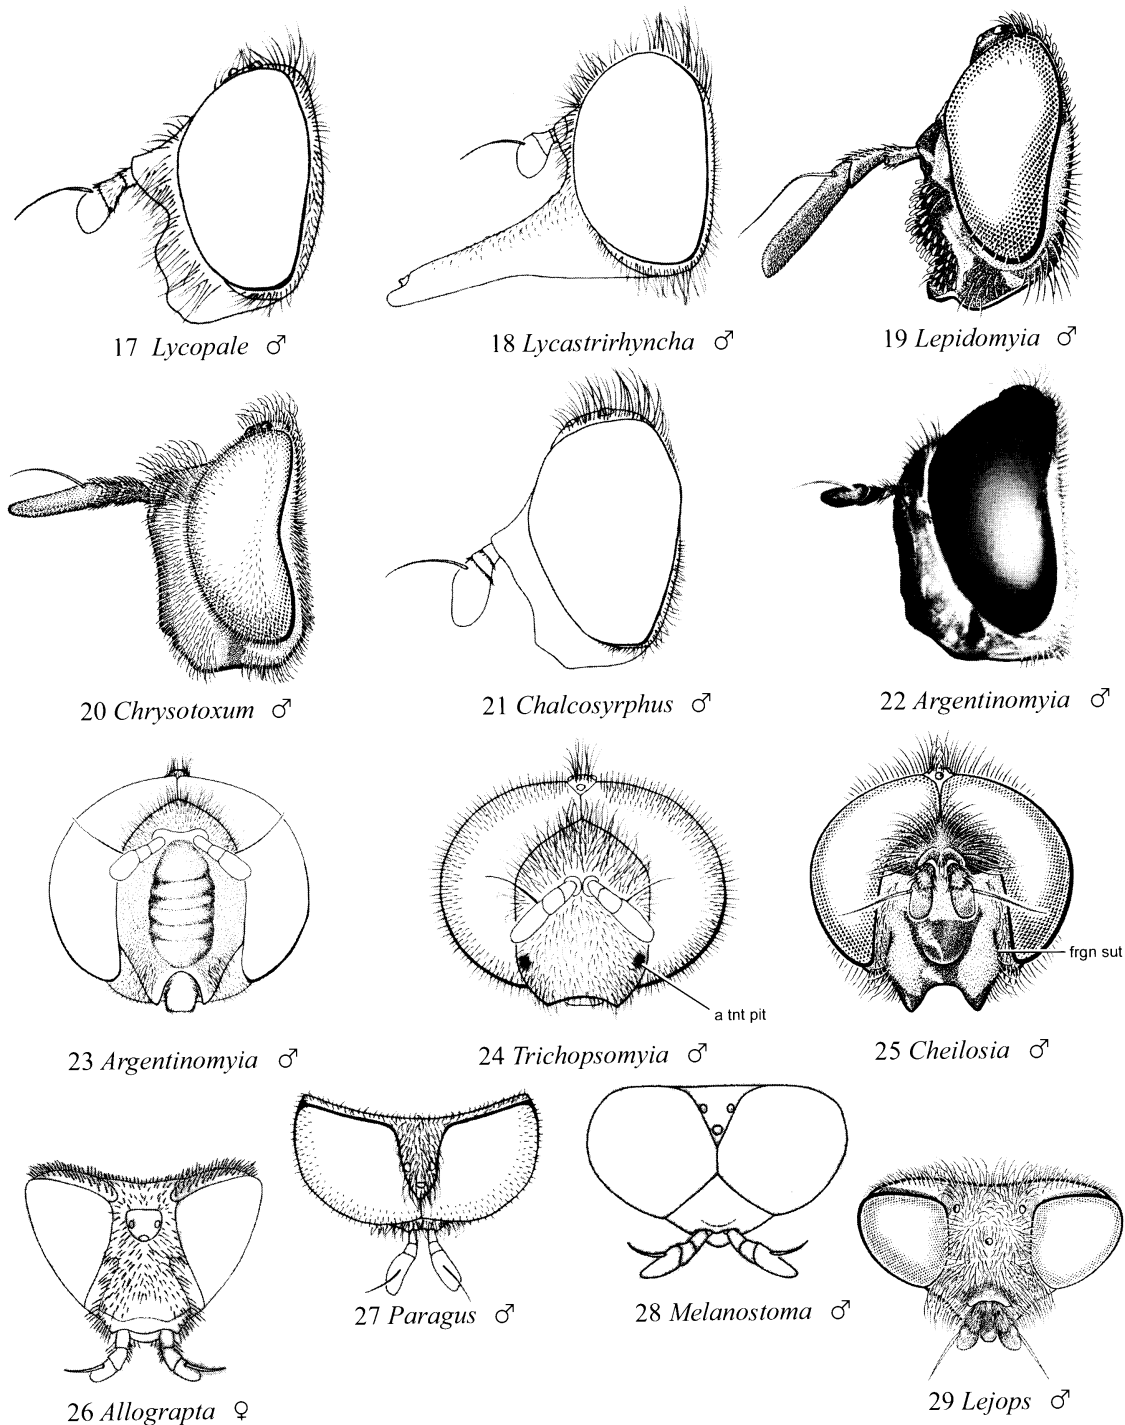 17 Lycopale ♂
18 Lycastrirhyncha ♂
19 Lepidomyia ♂
20 Chrysotoxum ♂
21 Chalcosyrphus ♂
22 Argentinomyia ♂
23 Argentinomyia ♂
24 Trichopsomyia ♂
a tnt pit
25 Cheilosia ♂
frgn sut
26 Allograpta ♀
27 Paragus ♂
28 Melanostoma ♂
29 Lejops ♂